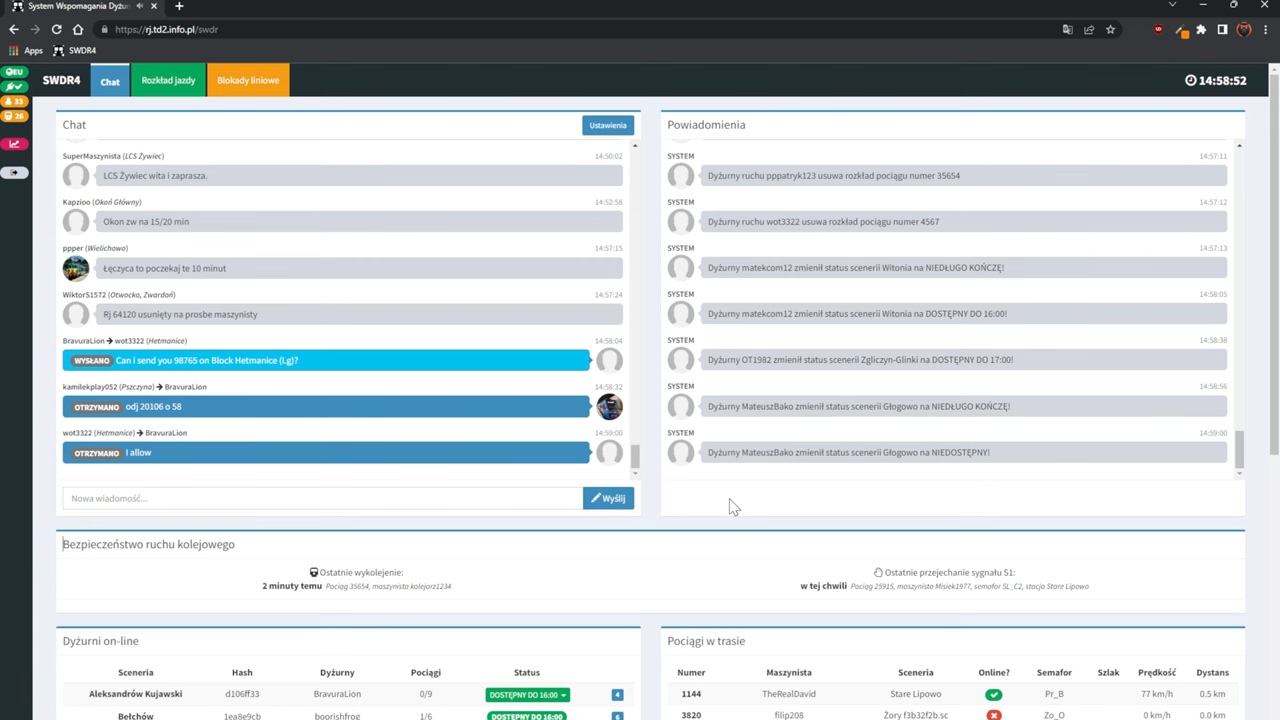 System Wspomagania Dyżur
https://rj.td2.info.pl/swdr
Apps SWDR4
EU
33
26
SWDR4 Chat Rozkład jazdy Blokady liniowe 14:58:52
Chat Ustawienia
SuperMaszynista (LCS Żywiec) 14:50:02
LCS Żywiec wita i zaprasza.
Kapzioo (Okoń Główny) 14:52:58
Okon zw na 15/20 min
ppper (Wielichowo) 14:57:15
Łęczyca to poczekaj te 10 minut
WiktorS1572 (Otwocko, Zwardoń) 14:57:24
Rj 64120 usunięty na prosbe maszynisty
BravuraLion → wot3322 (Hetmanice) 14:58:04
WYSŁANO Can i send you 98765 on Block Hetmanice (Lg)?
kamilekplay052 (Pszczyna) → BravuraLion 14:58:32
OTRZYMANO odj 20106 o 58
wot3322 (Hetmanice) → BravuraLion 14:59:00
OTRZYMANO I allow
Nowa wiadomość... Wyślij
Powiadomienia
SYSTEM 14:57:11
Dyżurny ruchu pppatryk123 usuwa rozkład pociągu numer 35654
SYSTEM 14:57:12
Dyżurny ruchu wot3322 usuwa rozkład pociągu numer 4567
SYSTEM 14:57:13
Dyżurny matekcom12 zmienił status scenerii Witonia na NIEDŁUGO KOŃCZĘ!
SYSTEM 14:58:05
Dyżurny matekcom12 zmienił status scenerii Witonia na DOSTĘPNY DO 16:00!
SYSTEM 14:58:38
Dyżurny OT1982 zmienił status scenerii Zgliczyn-Glinki na DOSTĘPNY DO 17:00!
SYSTEM 14:58:56
Dyżurny MateuszBako zmienił status scenerii Głogowo na NIEDŁUGO KOŃCZĘ!
SYSTEM 14:59:00
Dyżurny MateuszBako zmienił status scenerii Głogowo na NIEDOSTĘPNY!
Bezpieczeństwo ruchu kolejowego
Ostatnie wykolejenie:
2 minuty temu Pociąg 35654, maszynista kolejorz1234
Ostatnie przejechanie sygnału S1:
w tej chwili Pociąg 25915, maszynista Misiek1977, semafor SL_C2, stacja Stare Lipowo
Dyżurni on-line
Sceneria Hash Dyżurny Pociągi Status
Aleksandrów Kujawski d106ff33 BravuraLion 0/9 DOSTĘPNY DO 16:00 4
Bełchów 1ea8e9cb boorishfrog 1/6 DOSTĘPNY DO 16:00 6
Pociągi w trasie
Numer Maszynista Sceneria Online? Semafor Szlak Prędkość Dystans
1144 TheRealDavid Stare Lipowo Pr_B 77 km/h 0.5 km
3820 filip208 Żory f3b32f2b.sc Zo_O 0 km/h 0.0 km